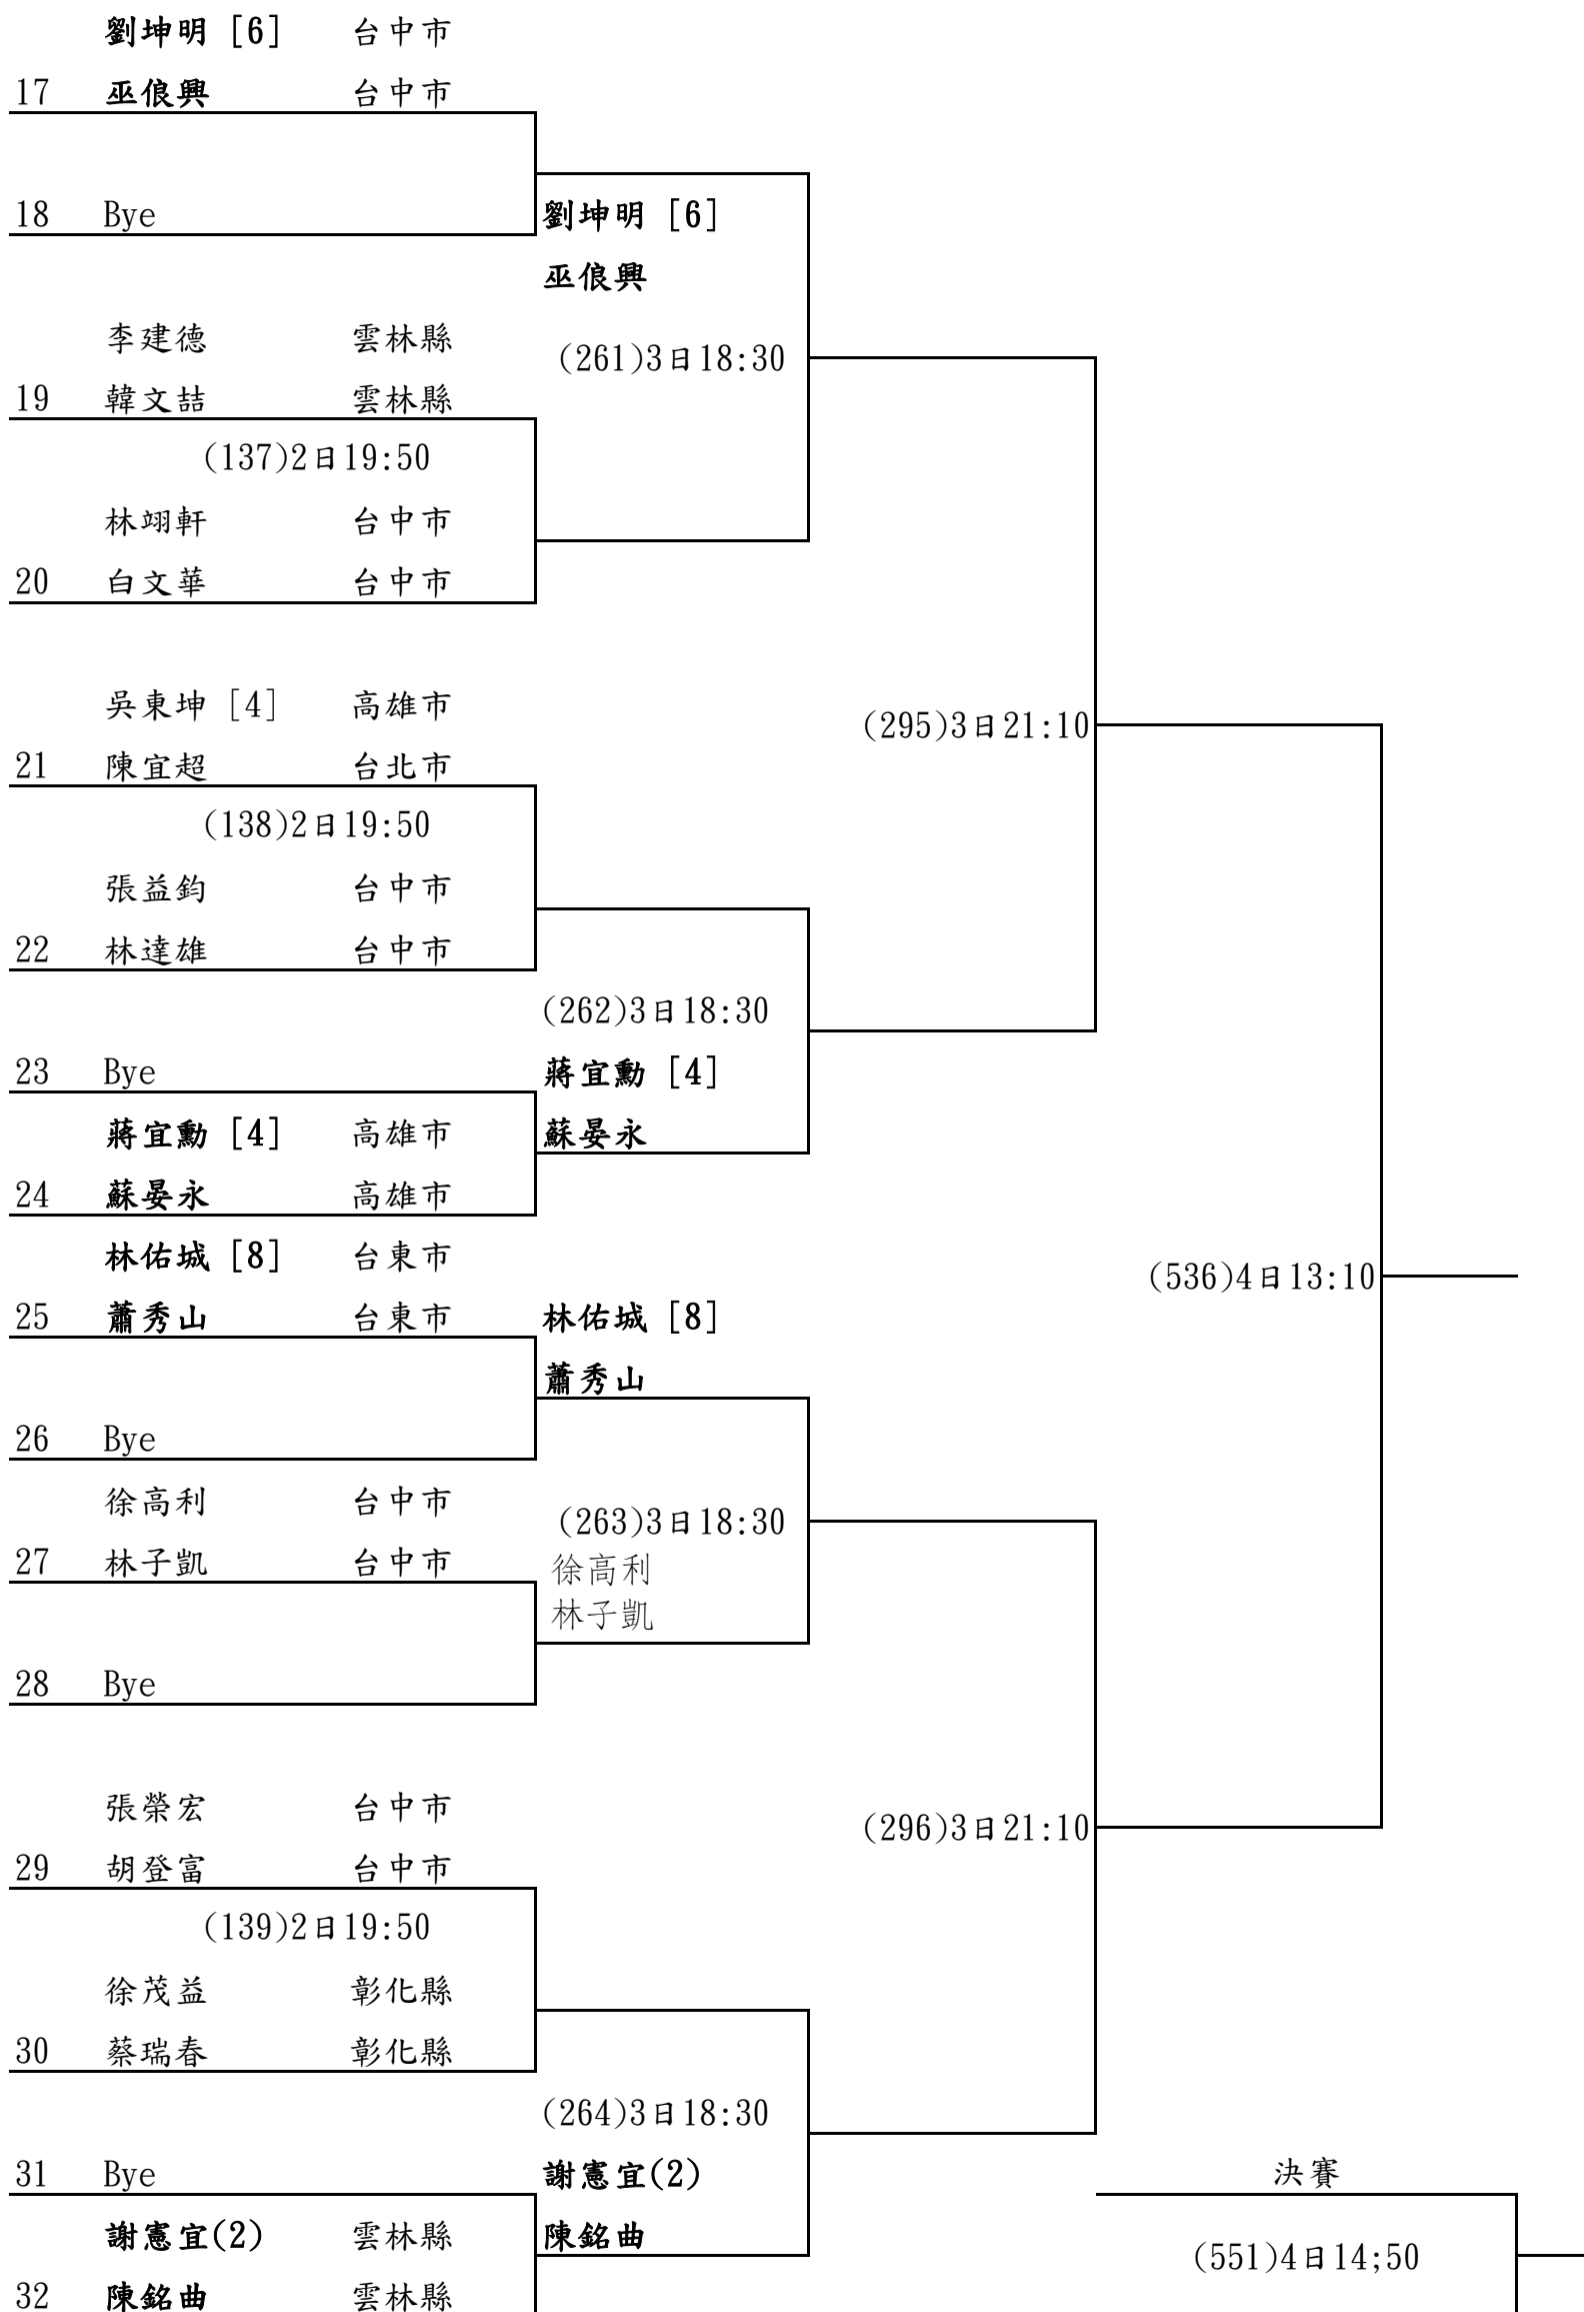 劉坤明 [6] 台中市
17 巫俍興 台中市
18 Bye 劉坤明 [6]
巫俍興
李建德 雲林縣 (261)3日18:30
19 韓文喆 雲林縣
(137)2日19:50
林翊軒 台中市
20 白文華 台中市
吳東坤 [4] 高雄市 (295)3日21:10
21 陳宜超 台北市
(138)2日19:50
張益鈞 台中市
22 林達雄 台中市
(262)3日18:30
23 Bye 蔣宜勳 [4]
蔣宜勳 [4] 高雄市 蘇晏永
24 蘇晏永 高雄市
林佑城 [8] 台東市 (536)4日13:10
25 蕭秀山 台東市 林佑城 [8]
蕭秀山
26 Bye
徐高利 台中市 (263)3日18:30
27 林子凱 台中市 徐高利
林子凱
28 Bye
張榮宏 台中市 (296)3日21:10
29 胡登富 台中市
(139)2日19:50
徐茂益 彰化縣
30 蔡瑞春 彰化縣
(264)3日18:30
31 Bye 謝憲宜(2) 決賽
謝憲宜(2) 雲林縣 陳銘曲 (551)4日14;50
32 陳銘曲 雲林縣